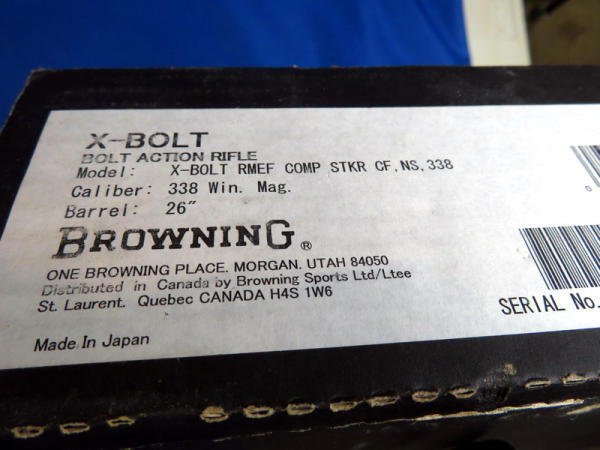 X-BOLT
BOLT ACTION RIFLE
Model: X-BOLT RMEF COMP STKR CF,NS,338
Caliber: 338 Win. Mag.
Barrel: 26"
BROWNING®
ONE BROWNING PLACE, MORGAN, UTAH 84050
Distributed in Canada by Browning Sports Ltd/Ltee
St. Laurent, Quebec CANADA H4S 1W6
SERIAL No.
Made In Japan